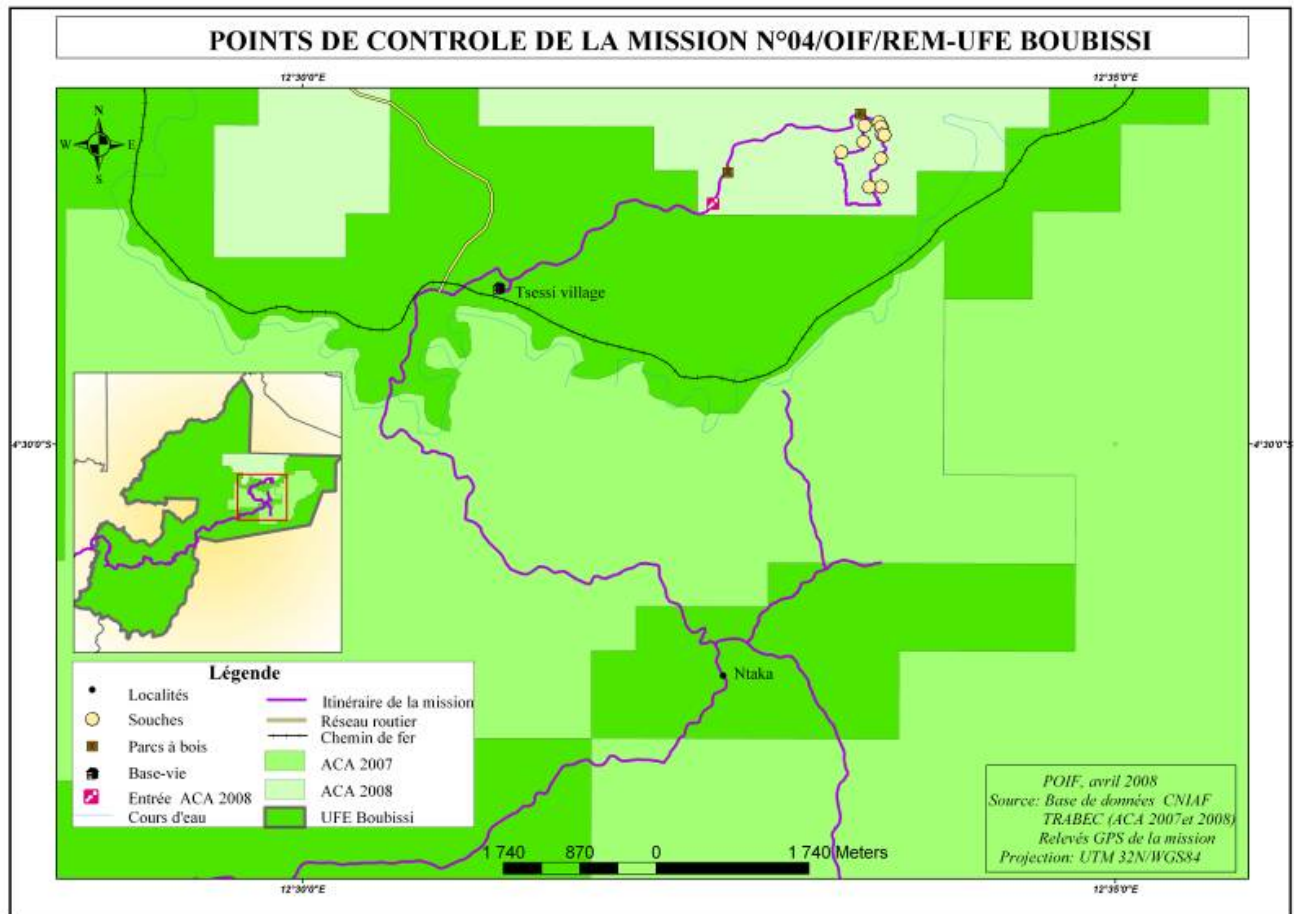 POINTS DE CONTROLE DE LA MISSION N°04/OIF/REM-UFE BOUBISSI
12°30'0"E
12°35'0"E
N
W
E
S
Tsessi village
4°30'0"S
4°30'0"S
Ntaka
Légende
Localités
Souches
Parcs à bois
Base-vie
Entrée ACA 2008
Cours d'eau
Itinéraire de la mission
Réseau routier
Chemin de fer
ACA 2007
ACA 2008
UFE Boubissi
1 740 870 0 1 740 Meters
POIF, avril 2008
Source: Base de données CNIAF
TRABEC (ACA 2007et 2008)
Relevés GPS de la mission
Projection: UTM 32N/WGS84
12°30'0"E
12°35'0"E